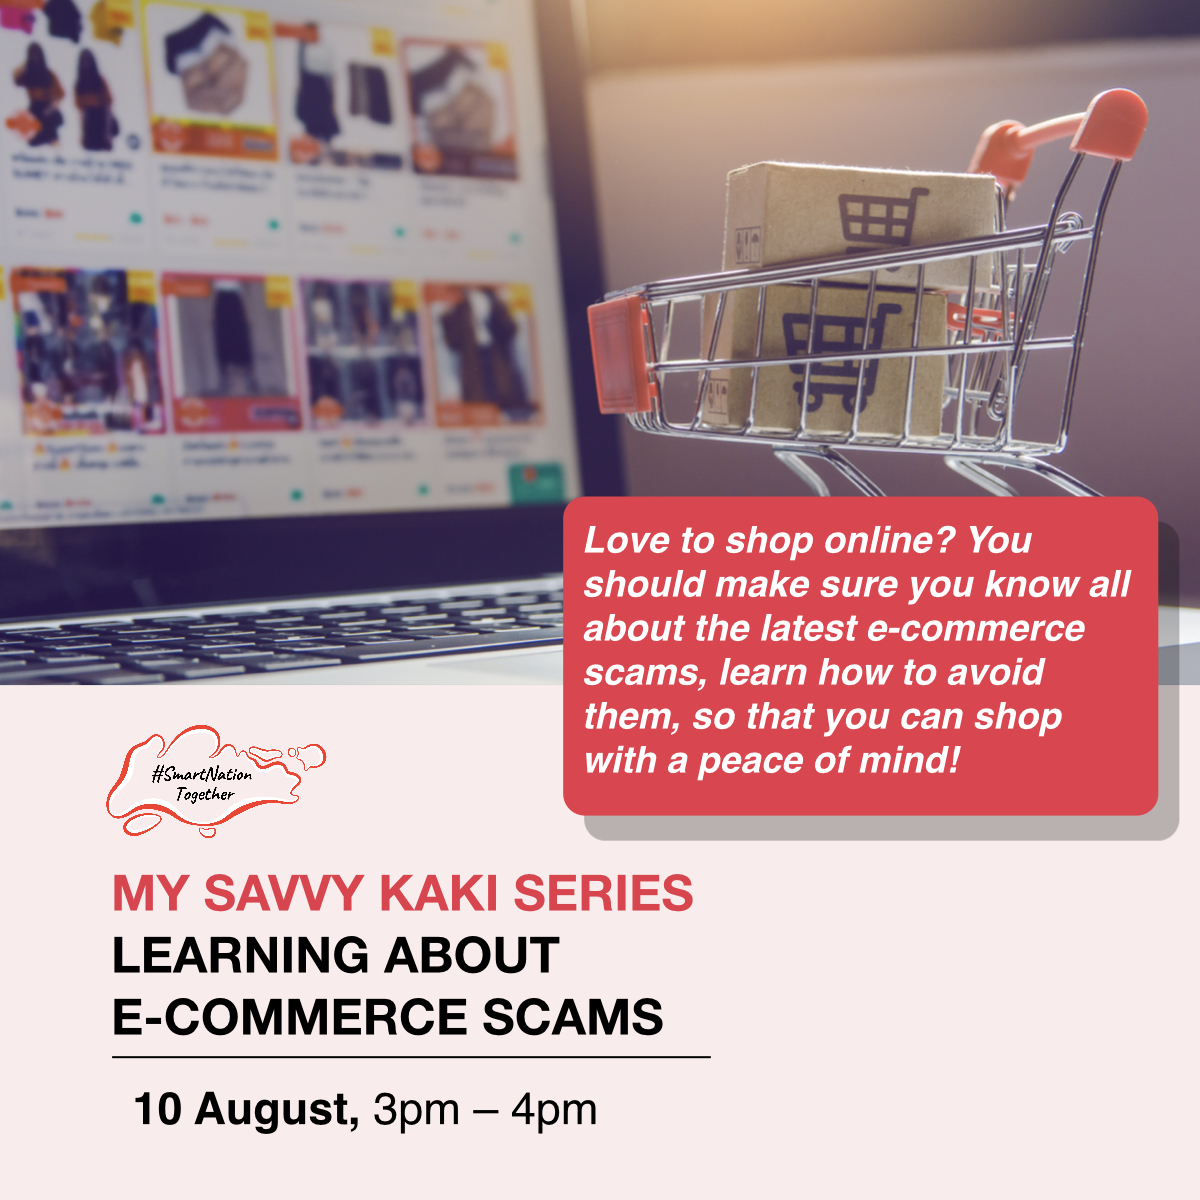 Love to shop online? You
should make sure you know all
about the latest e-commerce
scams, learn how to avoid
them, so that you can shop
with a peace of mind!
#SmartNation
Together
MY SAVVY KAKI SERIES
LEARNING ABOUT
E-COMMERCE SCAMS
10 August, 3pm – 4pm